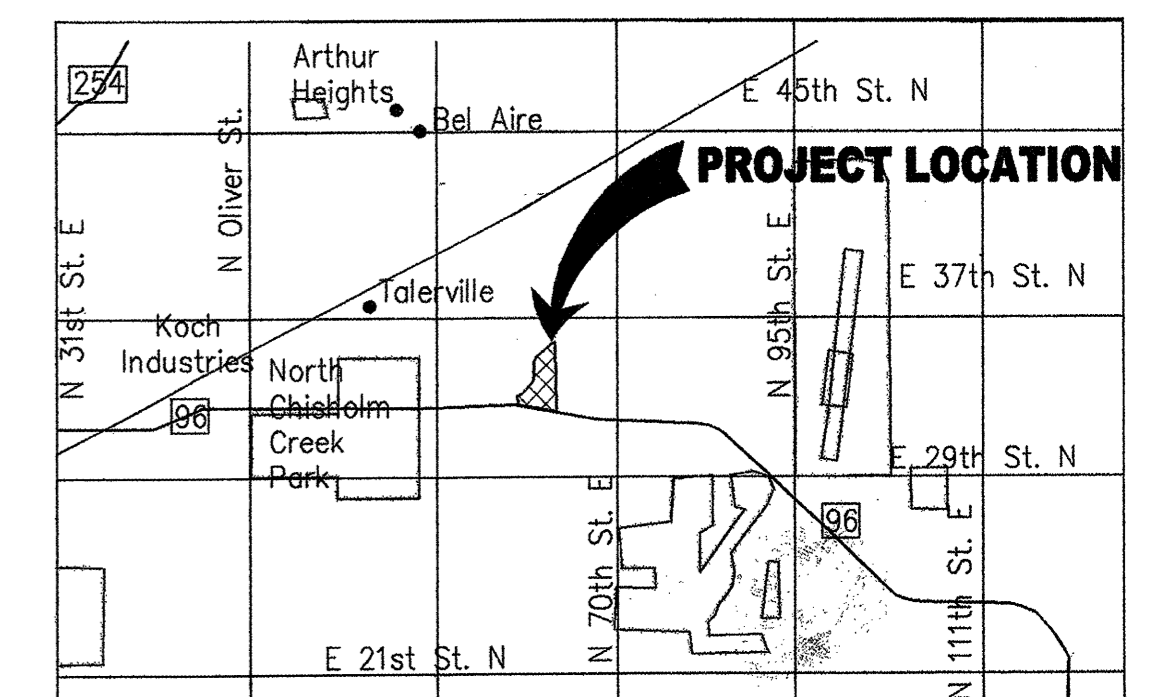 254
Arthur
Heights
Bel Aire
E 45th St. N
N Oliver St.
PROJECT LOCATION
N 31st St. E
N 95th St. E
E 37th St. N
Talerville
Koch
Industries
North
Chisholm
Creek
Park
96
E 29th St. N
96
N 70th St. E
N 111th St. E
E 21st St. N